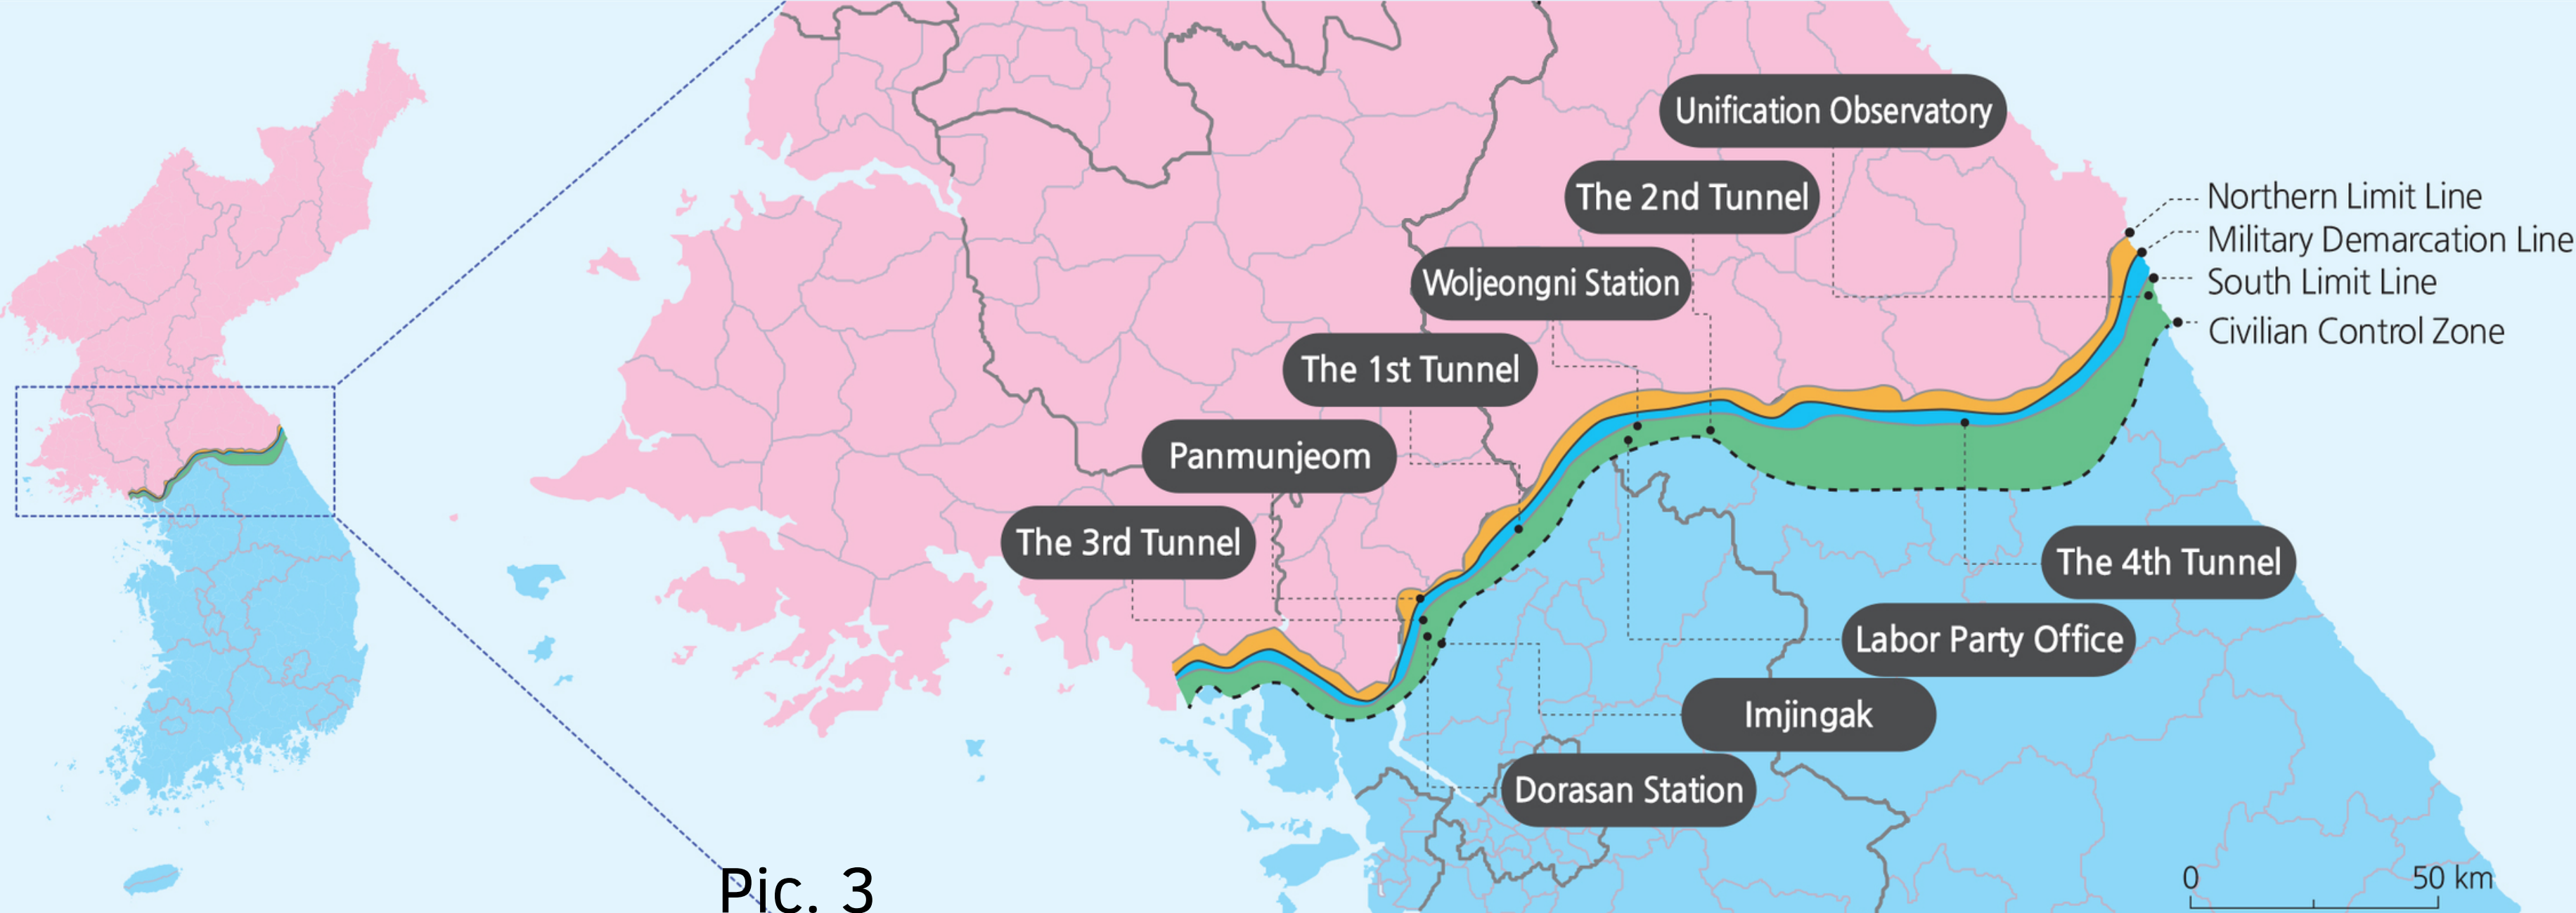 Unification Observatory
The 2nd Tunnel
Northern Limit Line
Military Demarcation Line
Woljeongni Station
South Limit Line
Civilian Control Zone
The 1st Tunnel
Panmunjeom
The 3rd Tunnel
The 4th Tunnel
Labor Party Office
Imjingak
Dorasan Station
0 50 km
Pic. 3